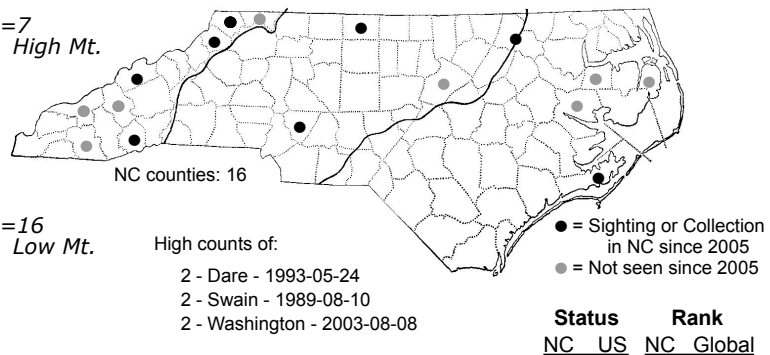 =7
High Mt.
NC counties: 16
=16
Low Mt.
High counts of:
2 - Dare - 1993-05-24
2 - Swain - 1989-08-10
2 - Washington - 2003-08-08
= Sighting or Collection
in NC since 2005
= Not seen since 2005
Status Rank
NC US NC Global